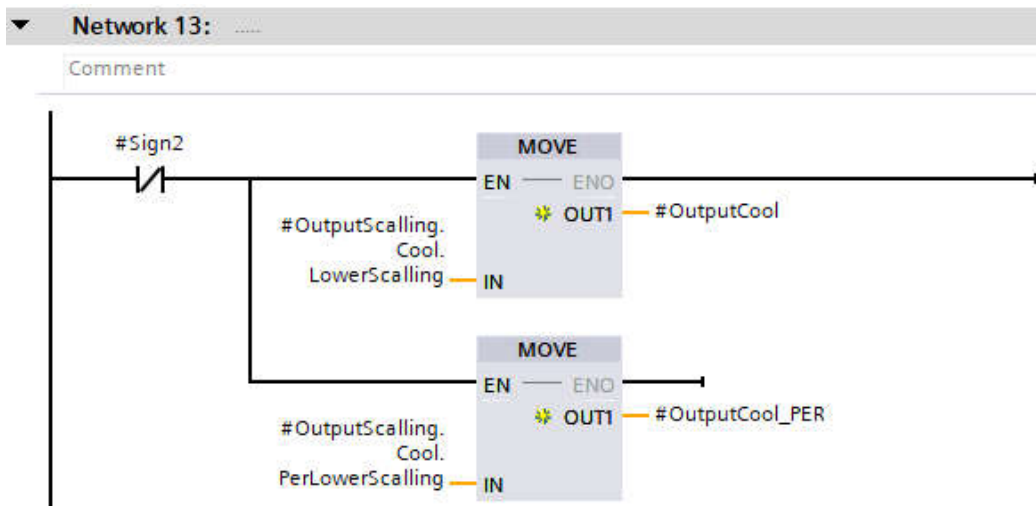 Network 13: .....
Comment
#Sign2
MOVE
EN ENO
OUT1 #OutputCool
#OutputScalling.
Cool.
LowerScalling
IN
MOVE
EN ENO
OUT1 #OutputCool_PER
#OutputScalling.
Cool.
PerLowerScalling
IN